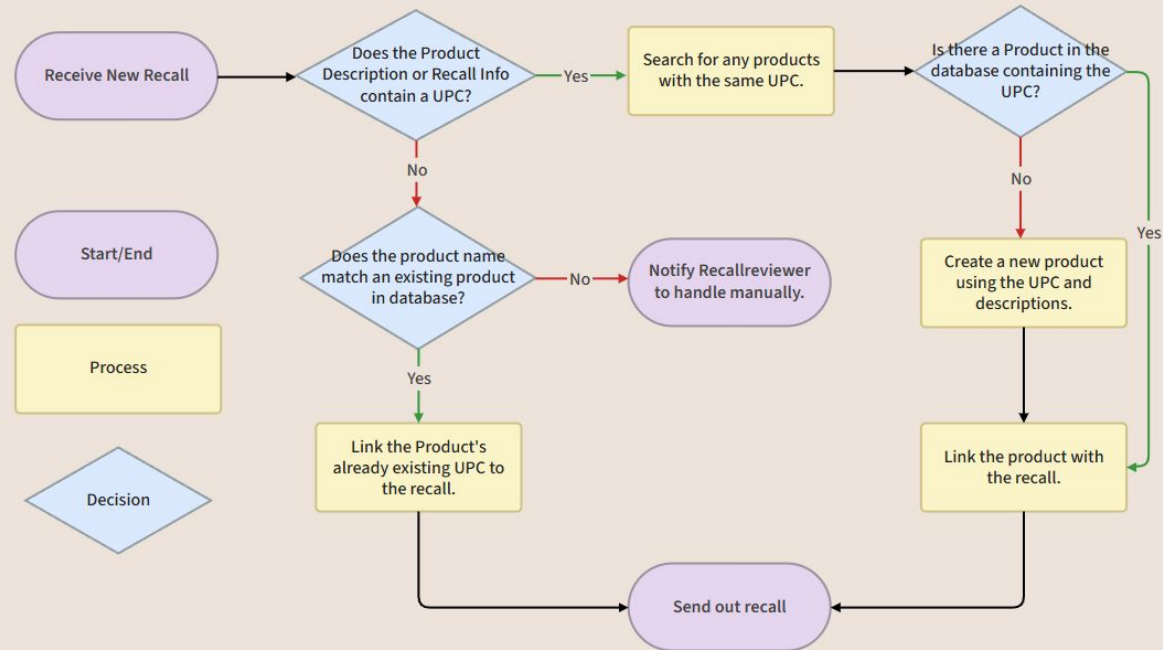 Receive New Recall
Does the Product
Description or Recall Info
contain a UPC?
Yes
Search for any products
with the same UPC.
Is there a Product in the
database containing the
UPC?
No
No
Yes
Start/End
Does the product name
match an existing product
in database?
No
Notify Recallreviewer
to handle manually.
Create a new product
using the UPC and
descriptions.
Process
Yes
Link the Product's
already existing UPC to
the recall.
Link the product with
the recall.
Decision
Send out recall